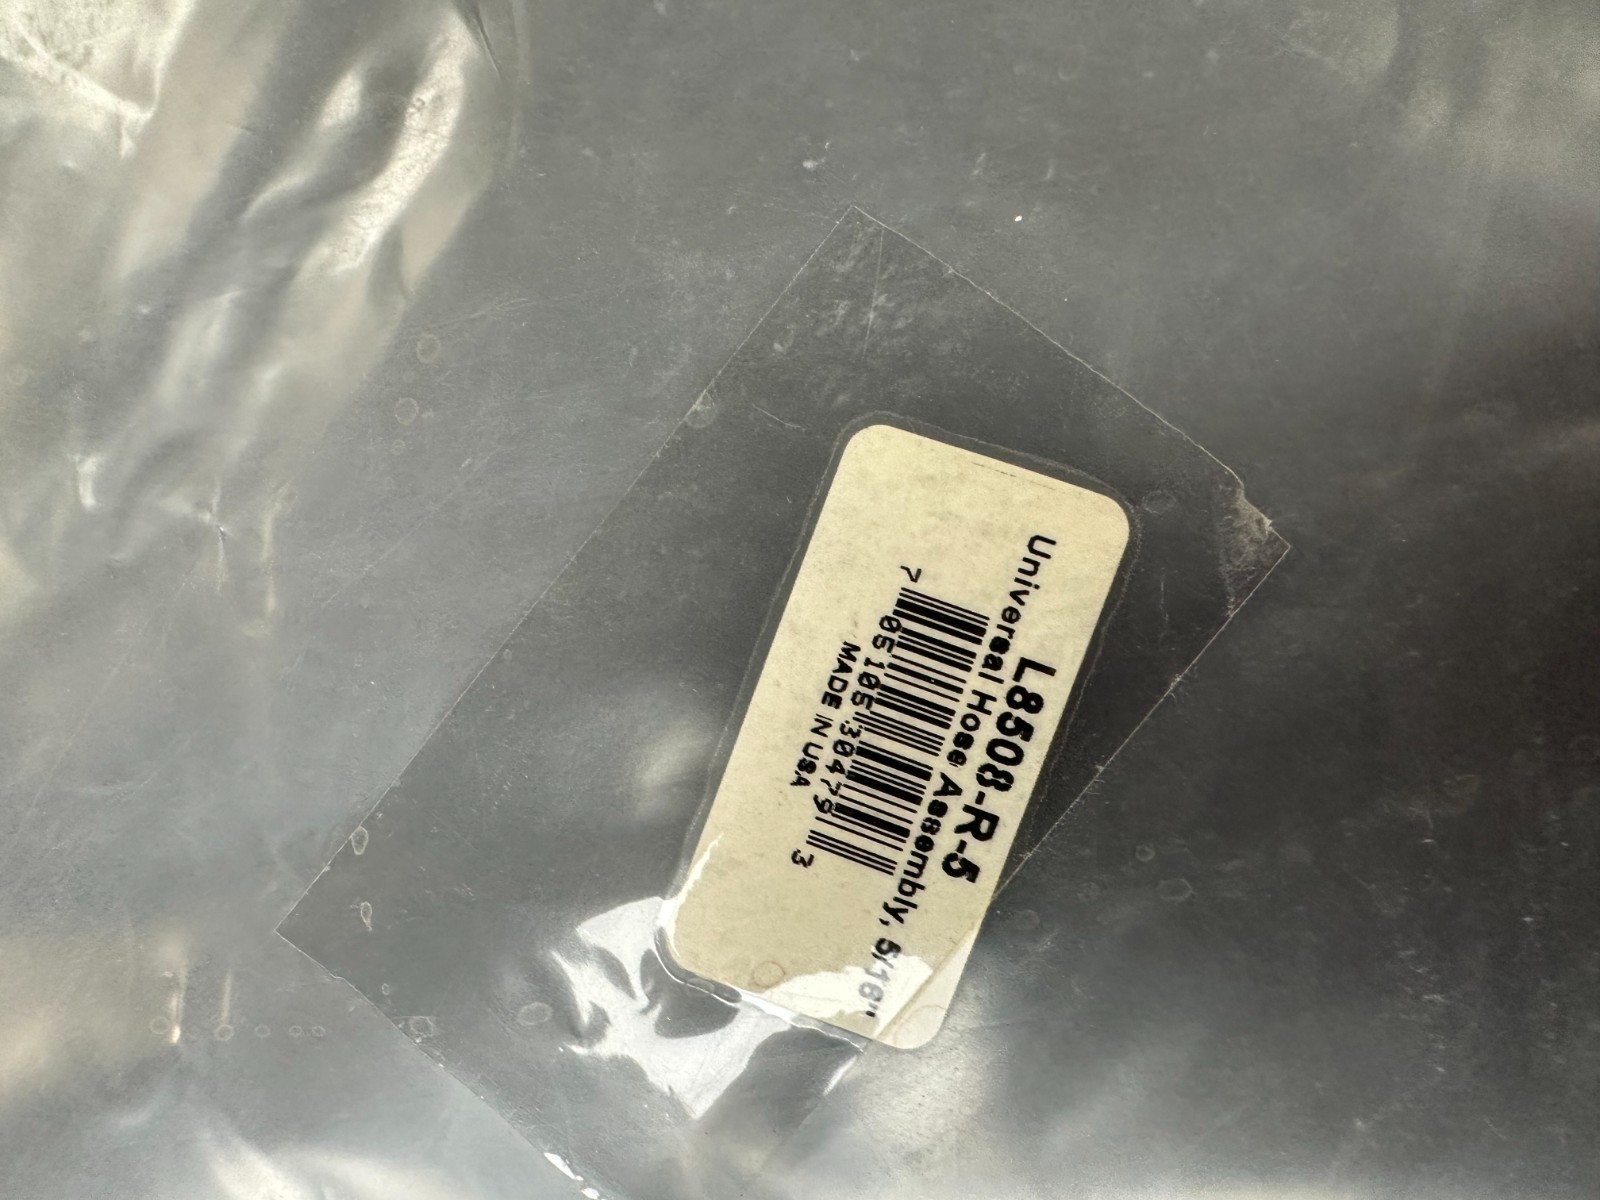 L8508-R-5
Universal Hose Assembly, 5/16"
7 05105 30479 3
MADE IN USA